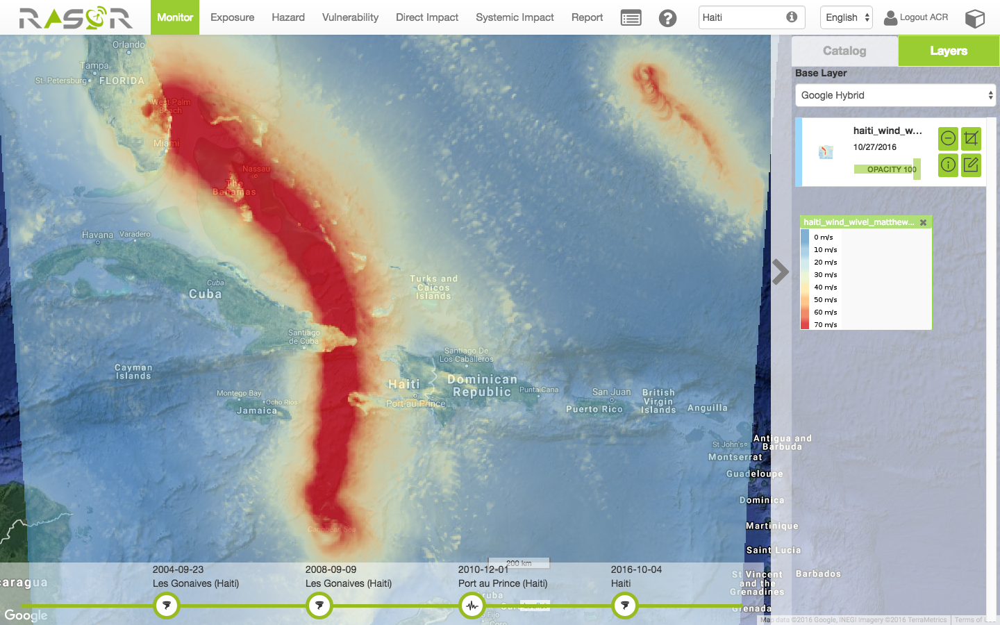 RASOR
Monitor
Exposure
Hazard
Vulnerability
Direct Impact
Systemic Impact
Report
Haiti
English
Logout ACR
Catalog
Layers
Base Layer
Google Hybrid
haiti_wind_w...
10/27/2016
OPACITY 100
haiti_wind_wivel_matthew...
0 m/s
10 m/s
20 m/s
30 m/s
40 m/s
50 m/s
60 m/s
70 m/s
Orlando
Tampa
St. Petersburg
FLORIDA
West Palm
Beach
Miami
Nassau
The
Bahamas
Havana
Varadero
Cuba
Cuba
Turks and
Caicos
Islands
Santiago
de Cuba
Santiago De
Los Caballeros
Cayman
Islands
Haiti
Dominican
Republic
Punta Cana
Port-au-Prince
Montego Bay
Ocho Rios
Jamaica
San Juan
Puerto Rico
British
Virgin
Islands
Anguilla
St John's
Antigua and
Barbuda
Montserrat
Guadeloupe
Dominica
Martinique
Caribbean Sea
Saint Lucia
St Vincent
and the
Grenadines
Barbados
Grenada
caragua
200 km
2004-09-23
Les Gonaives (Haiti)
2008-09-09
Les Gonaives (Haiti)
2010-12-01
Port au Prince (Haiti)
2016-10-04
Haiti
ruba
Google
Map data ©2016 Google, INEGI Imagery ©2016 TerraMetrics
Terms of